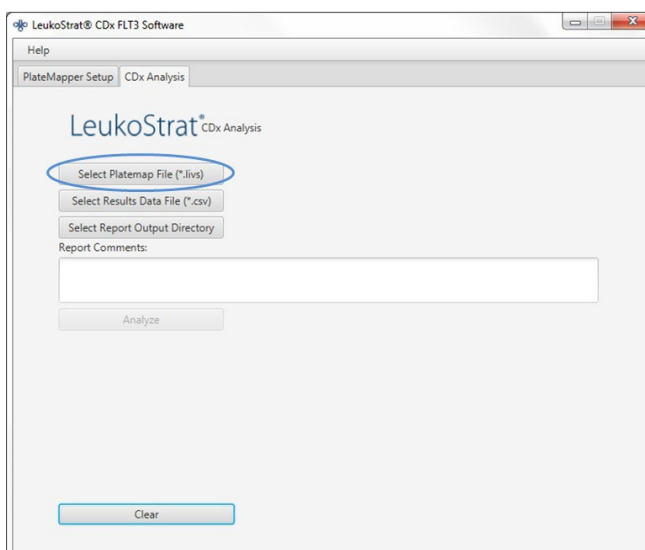 LeukoStrat® CDx FLT3 Software
Help
PlateMapper Setup CDx Analysis
LeukoStrat® CDx Analysis
Select Platemap File (*.livs)
Select Results Data File (*.csv)
Select Report Output Directory
Report Comments:
Analyze
Clear